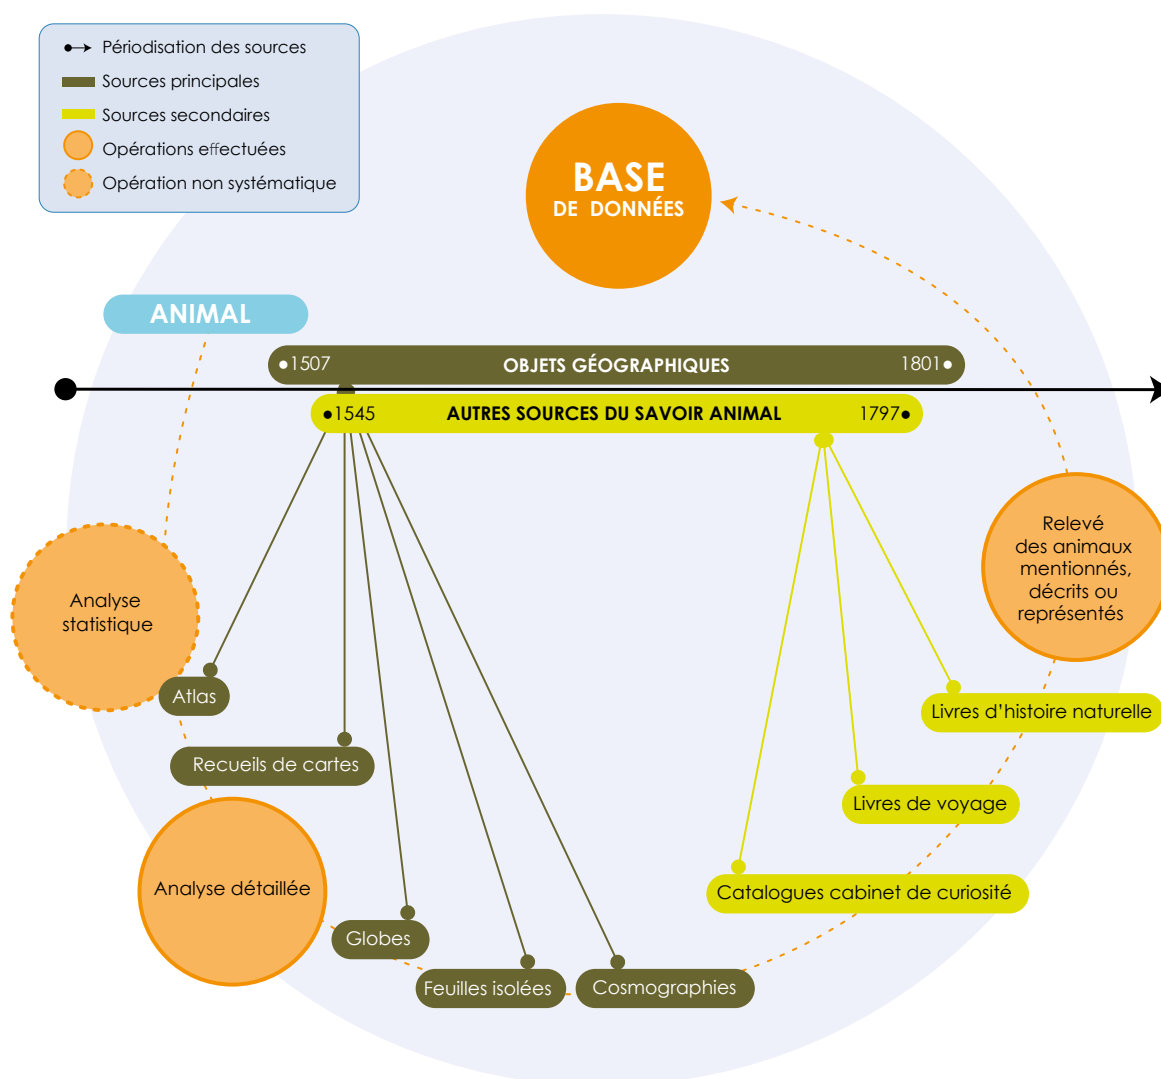 Périodisation des sources
Sources principales
Sources secondaires
Opérations effectuées
Opération non systématique
BASE
DE DONNÉES
ANIMAL
1507 OBJETS GÉOGRAPHIQUES 1801
1545 AUTRES SOURCES DU SAVOIR ANIMAL 1797
Relevé
des animaux
mentionnés,
décrits ou
représentés
Analyse
statistique
Atlas
Livres d’histoire naturelle
Recueils de cartes
Livres de voyage
Analyse détaillée
Catalogues cabinet de curiosité
Globes
Feuilles isolées
Cosmographies